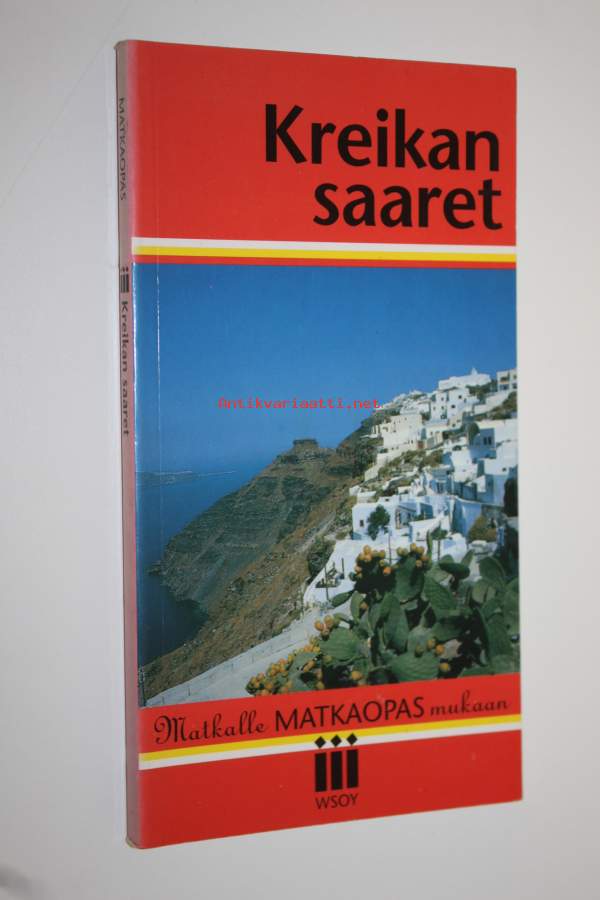 Kreikan
saaret
Antikvariaatti.net
Matkalle MATKAOPAS mukaan
WSOY
MATKAOPAS
Kreikan saaret